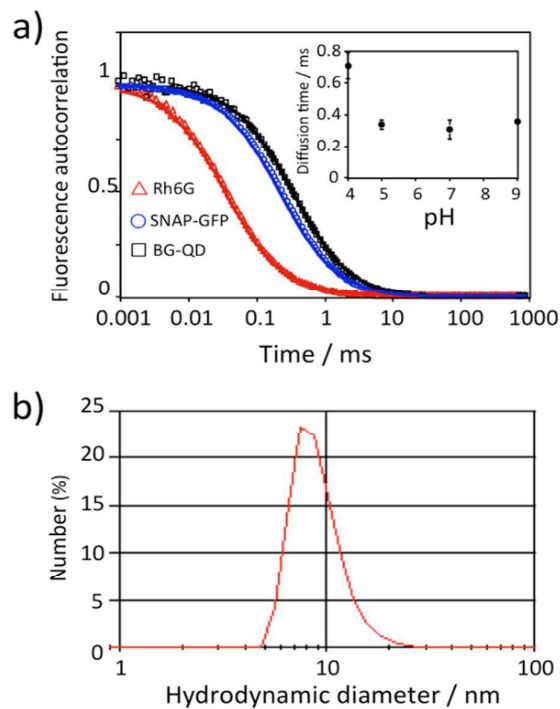 a)
Fluorescence autocorrelation
1
0.5
0
Rh6G
SNAP-GFP
BG-QD
0.001 0.01 0.1 1 10 100 1000
Time / ms
Diffusion time / ms
0.8
0.6
0.4
0.2
0
4 5 6 7 8 9
pH
b)
Number (%)
25
20
15
10
5
0
1 10 100
Hydrodynamic diameter / nm